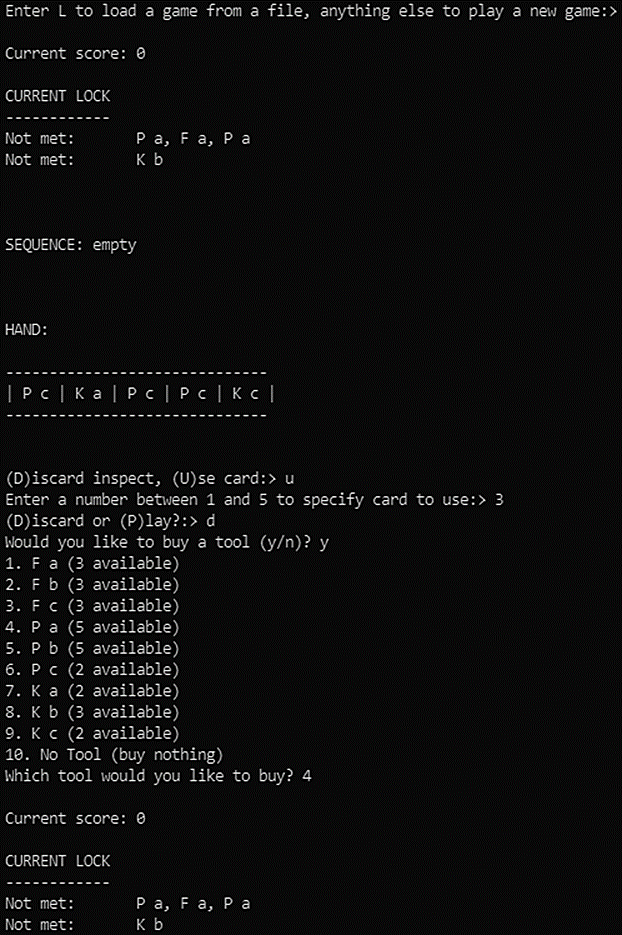 Enter L to load a game from a file, anything else to play a new game:>
Current score: 0
CURRENT LOCK
------------
Not met:       P a, F a, P a
Not met:       K b
SEQUENCE: empty
HAND:
------------------------------
| P c | K a | P c | P c | K c |
------------------------------
(D)iscard inspect, (U)se card:> u
Enter a number between 1 and 5 to specify card to use:> 3
(D)iscard or (P)lay?:> d
Would you like to buy a tool (y/n)? y
1. F a (3 available)
2. F b (3 available)
3. F c (3 available)
4. P a (5 available)
5. P b (5 available)
6. P c (2 available)
7. K a (2 available)
8. K b (3 available)
9. K c (2 available)
10. No Tool (buy nothing)
Which tool would you like to buy? 4
Current score: 0
CURRENT LOCK
------------
Not met:       P a, F a, P a
Not met:       K b